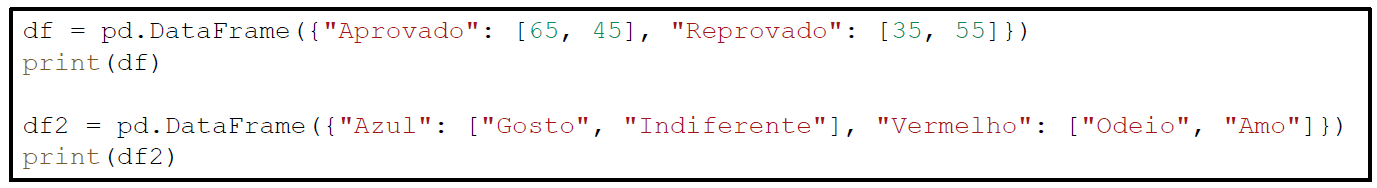 df = pd.DataFrame({"Aprovado": [65, 45], "Reprovado": [35, 55]})
print(df)
df2 = pd.DataFrame({"Azul": ["Gosto", "Indiferente"], "Vermelho": ["Odeio", "Amo"]})
print(df2)